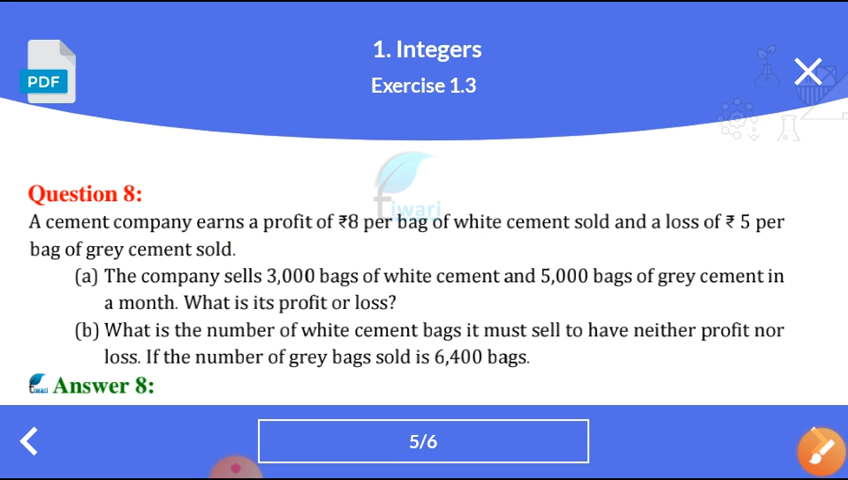 PDF
1. Integers
Exercise 1.3
Question 8:
A cement company earns a profit of ₹8 per bag of white cement sold and a loss of ₹ 5 per
bag of grey cement sold.
(a) The company sells 3,000 bags of white cement and 5,000 bags of grey cement in
a month. What is its profit or loss?
(b) What is the number of white cement bags it must sell to have neither profit nor
loss. If the number of grey bags sold is 6,400 bags.
Answer 8:
5/6